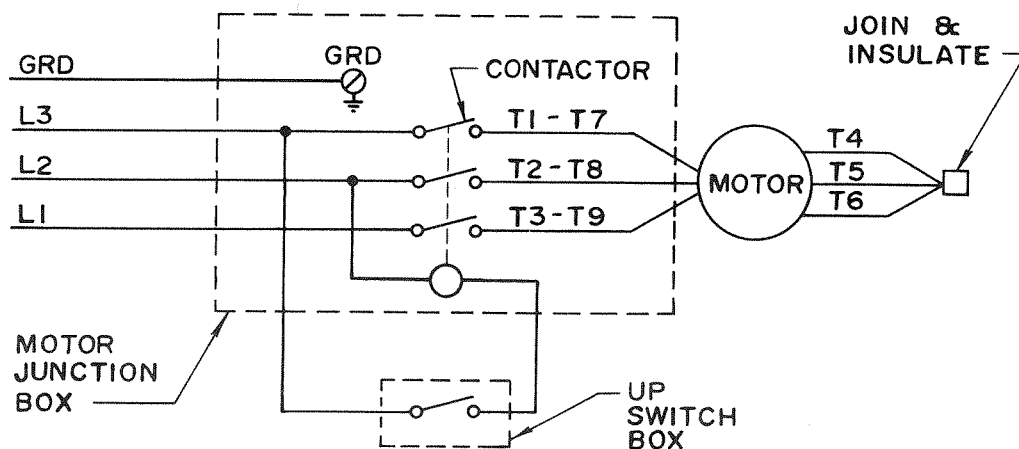 GRD
L3
L2
L1
GRD
CONTACTOR
T1 - T7
T2 - T8
T3 - T9
MOTOR
T4
T5
T6
JOIN &
INSULATE
MOTOR
JUNCTION
BOX
UP
SWITCH
BOX